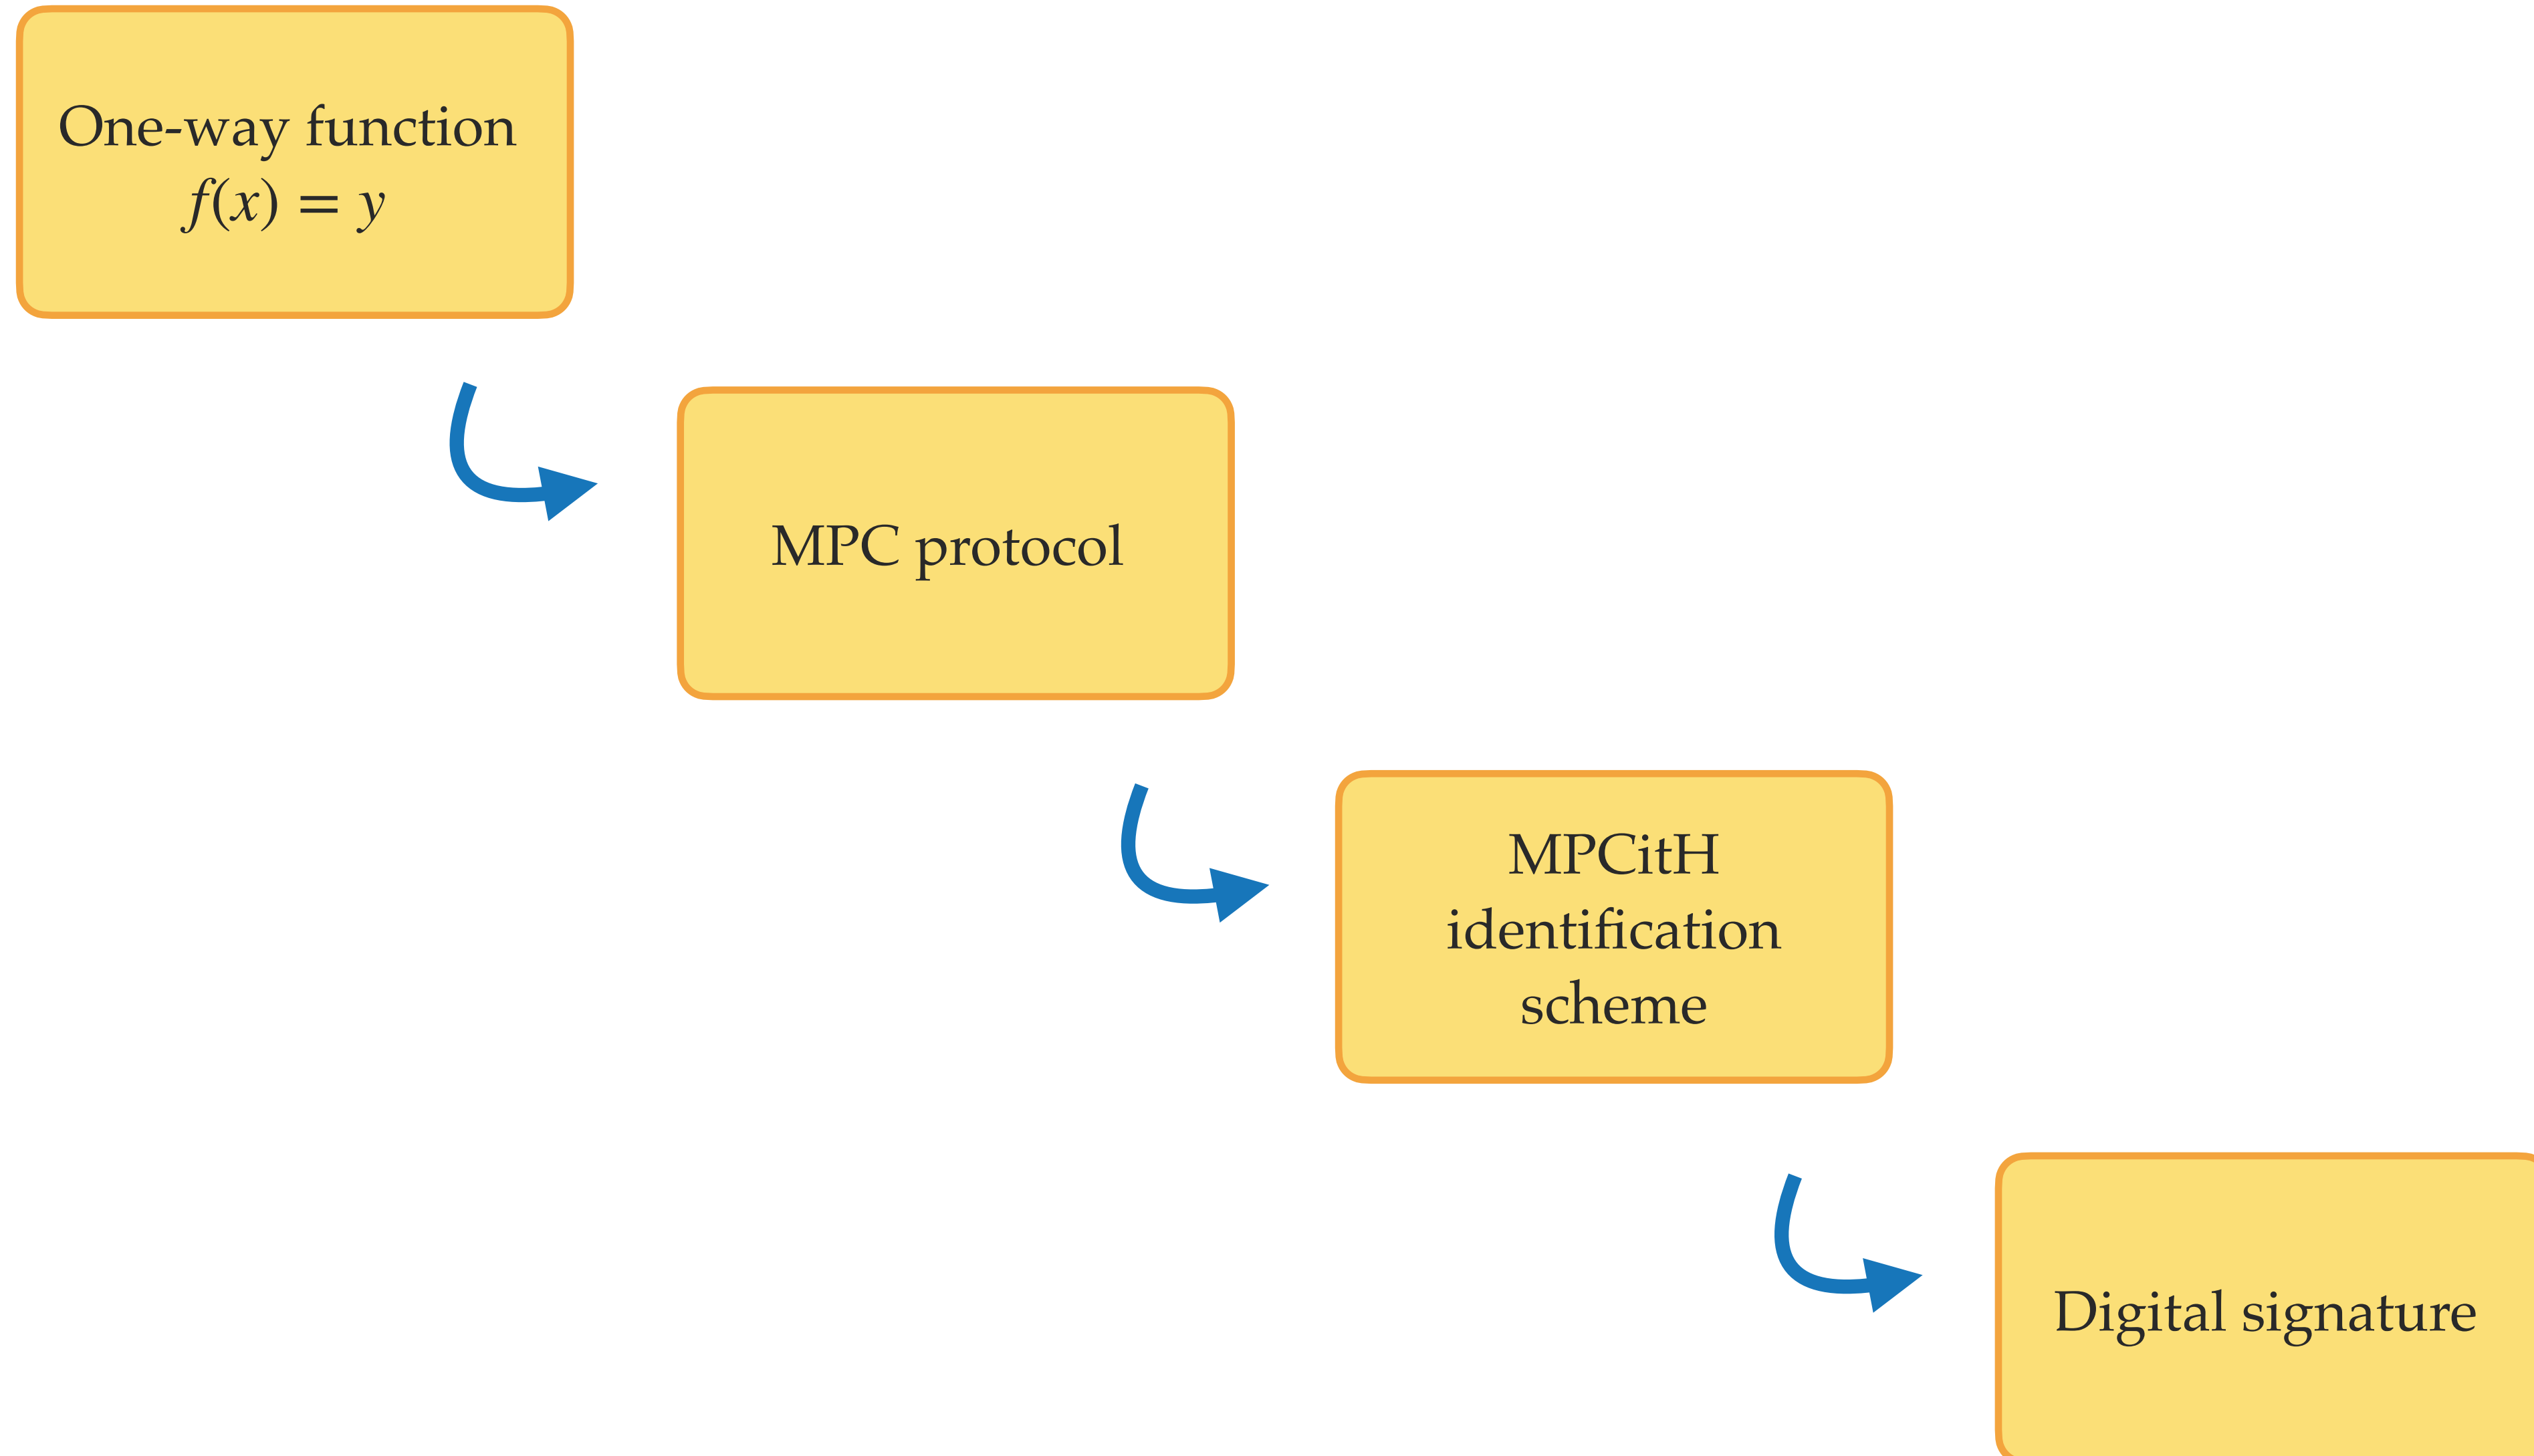 One-way function
f(x) = y
MPC protocol
MPCitH
identification
scheme
Digital signature